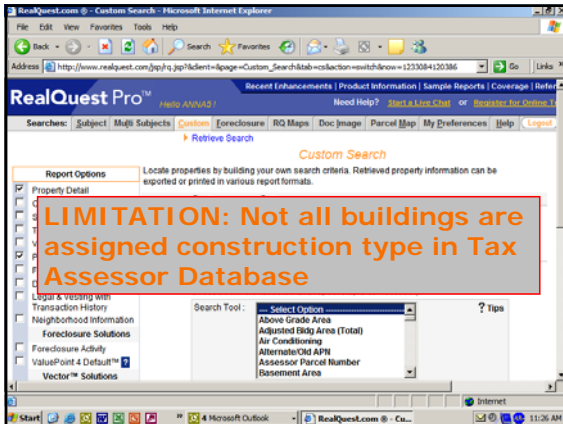 RealQuest.com ® - Custom Search - Microsoft Internet Explorer
File Edit View Favorites Tools Help
Back Search Favorites
Address http://www.realquest.com/jsp/rq.jsp?&client=&page=Custom_Search&tab=cs&action=switch&now=1233084120386 Go Links
Recent Enhancements | Product Information | Sample Reports | Coverage | Refer
RealQuest Pro™ Hello ANNAS! Need Help? Start a Live Chat or Register for Online T
Searches: Subject Multi Subjects Custom Foreclosure RQ Maps Doc Image Parcel Map My Preferences Help Logout
Retrieve Search
Custom Search
Report Options
Locate properties by building your own search criteria. Retrieved property information can be
exported or printed in various report formats.
Property Detail
LIMITATION: Not all buildings are
assigned construction type in Tax
Assessor Database
Legal & Vesting with
Transaction History
Neighborhood Information
Foreclosure Solutions
Foreclosure Activity
ValuePoint 4 Default™ ?
Vector™ Solutions
Search Tool :
--- Select Option ---
Above Grade Area
Adjusted Bldg Area (Total)
Air Conditioning
Alternate/Old APN
Assessor Parcel Number
Basement Area
? Tips
Internet
Start 4 Microsoft Outlook RealQuest.com ® - Cu... 11:26 AM